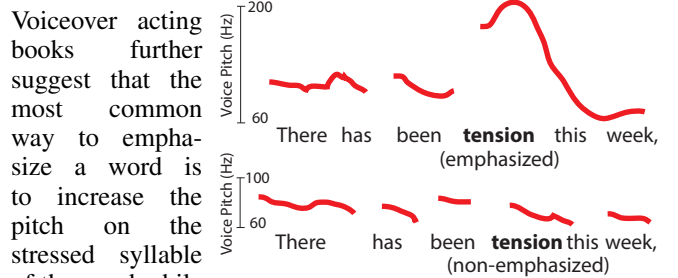 Voiceover acting
books further
suggest that the
most common
way to empha-
size a word is
to increase the
pitch on the
stressed syllable
Voice Pitch (Hz)
200
60
There has been tension this week,
(emphasized)
Voice Pitch (Hz)
100
60
There has been tension this week,
(non-emphasized)